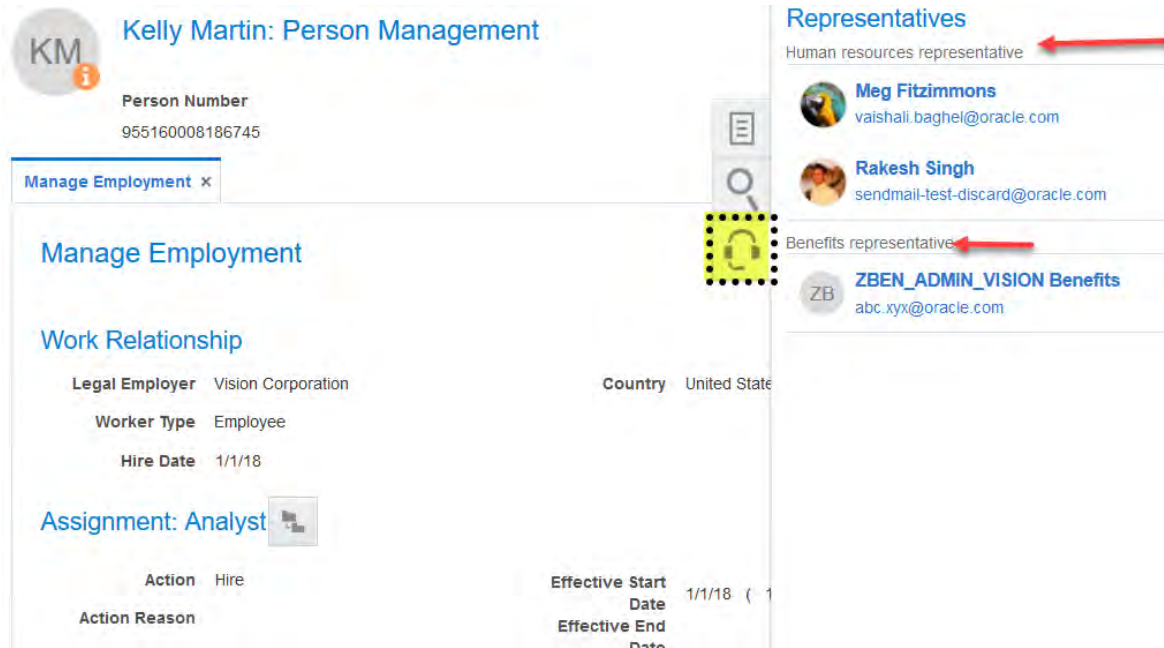 KM
Kelly Martin: Person Management
Person Number
955160008186745
Manage Employment ×
Manage Employment
Work Relationship
Legal Employer Vision Corporation Country United State
Worker Type Employee
Hire Date 1/1/18
Assignment: Analyst
Action Hire Effective Start Date 1/1/18 ( 1
Action Reason Effective End Date
Representatives
Human resources representative
Meg Fitzimmons
vaishali.baghel@oracle.com
Rakesh Singh
sendmail-test-discard@oracle.com
Benefits representative
ZB
ZBEN_ADMIN_VISION Benefits
abc.xyx@oracle.com